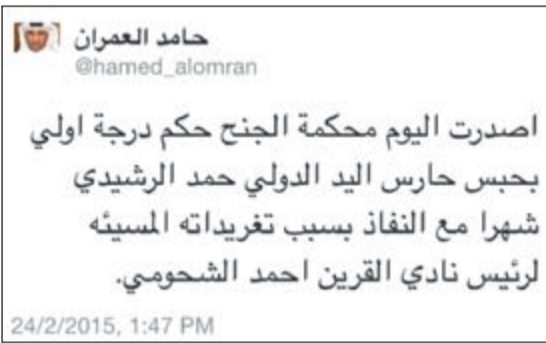 حامد العمران
@hamed_alomran
اصدرت اليوم محكمة الجنح حكم درجة اولي
بحبس حارس اليد الدولي حمد الرشيدي
شهرا مع النفاذ بسبب تغريداته المسيئه
لرئيس نادي القرين احمد الشحومي.
24/2/2015, 1:47 PM